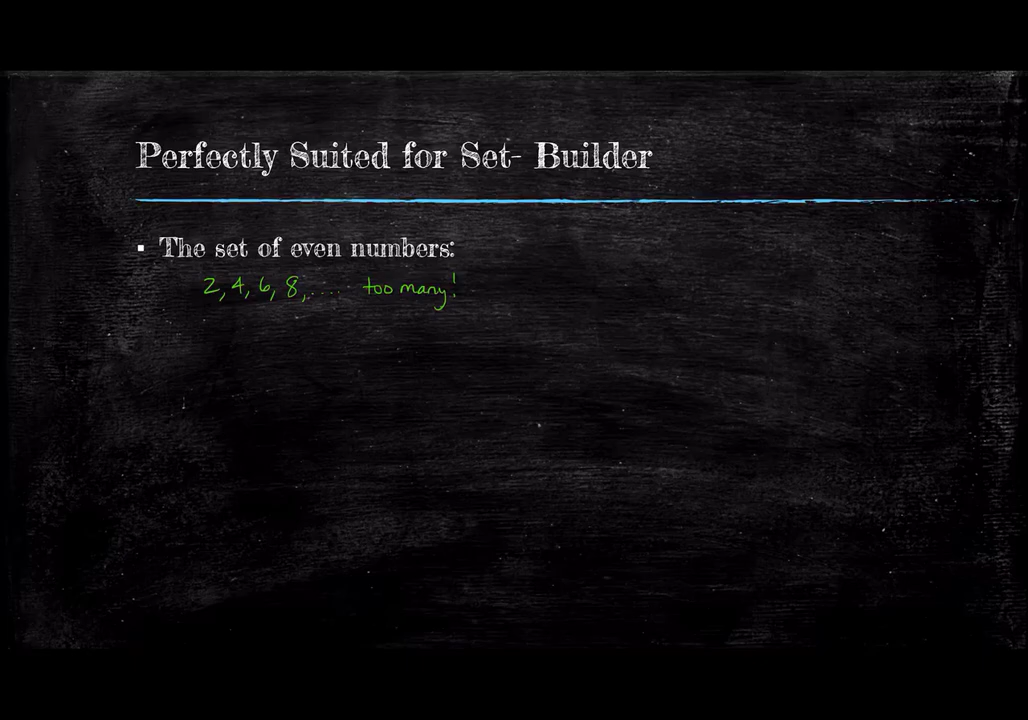 Perfectly Suited for Set- Builder
▪ The set of even numbers:
2, 4, 6, 8, .... too many!